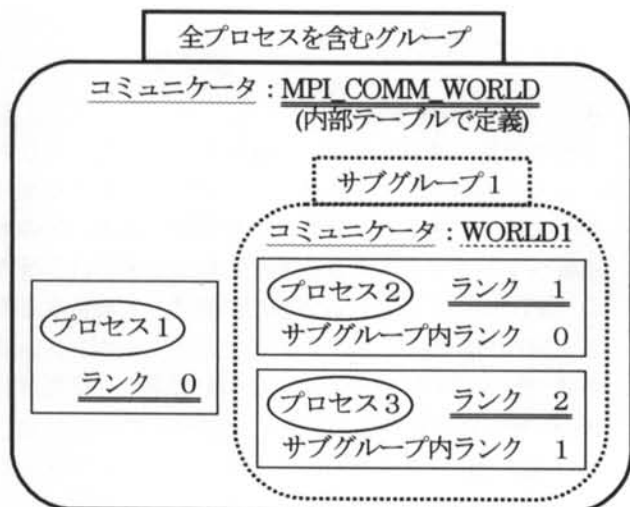 全プロセスを含むグループ
コミュニケータ:MPI_COMM_WORLD
(内部テーブルで定義)
サブグループ1
コミュニケータ:WORLD1
プロセス1
ランク 0
プロセス2 ランク 1
サブグループ内ランク 0
プロセス3 ランク 2
サブグループ内ランク 1